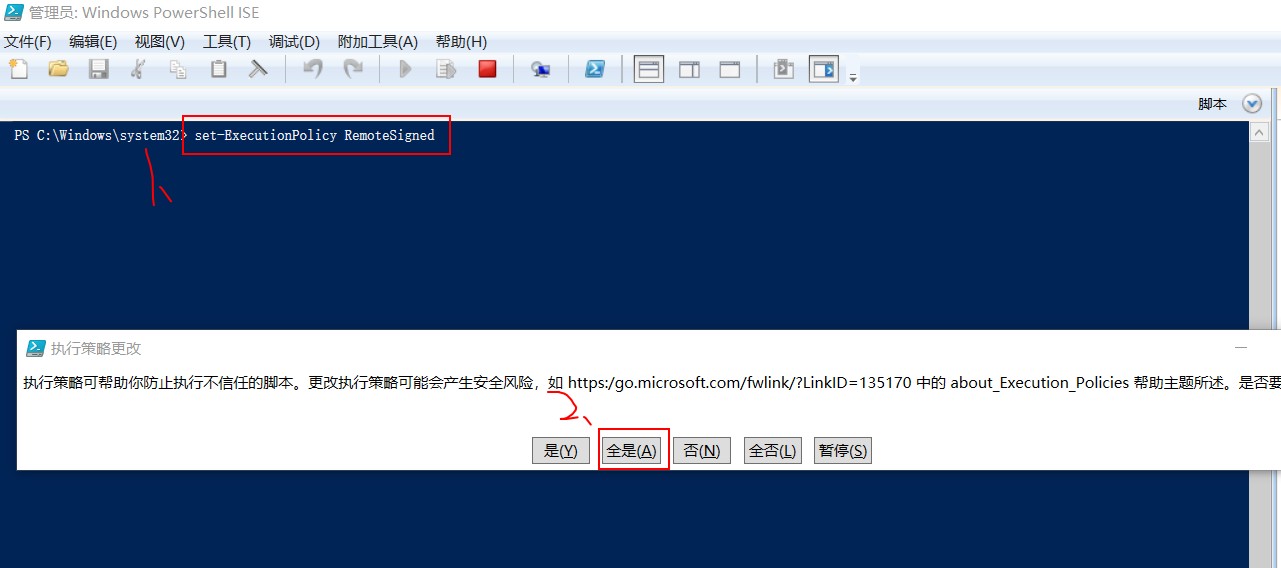 管理员: Windows PowerShell ISE
文件(F) 编辑(E) 视图(V) 工具(T) 调试(D) 附加工具(A) 帮助(H)
脚本
PS C:\Windows\system32> set-ExecutionPolicy RemoteSigned
1、
执行策略更改
执行策略可帮助你防止执行不信任的脚本。更改执行策略可能会产生安全风险，如 https:/go.microsoft.com/fwlink/?LinkID=135170 中的 about_Execution_Policies 帮助主题所述。是否要
2、
是(Y) 全是(A) 否(N) 全否(L) 暂停(S)